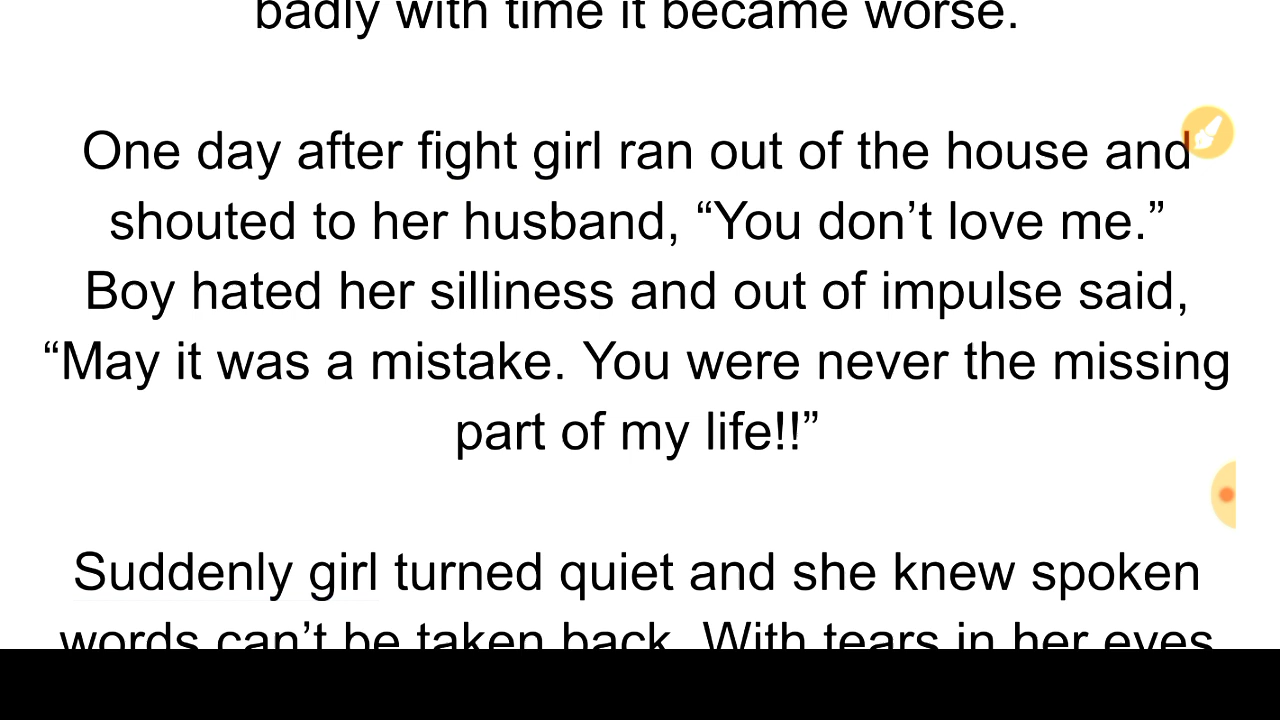 badly with time it became worse.
One day after fight girl ran out of the house and
shouted to her husband, “You don’t love me.”
Boy hated her silliness and out of impulse said,
“May it was a mistake. You were never the missing
part of my life!!”
Suddenly girl turned quiet and she knew spoken
words can’t be taken back. With tears in her eyes